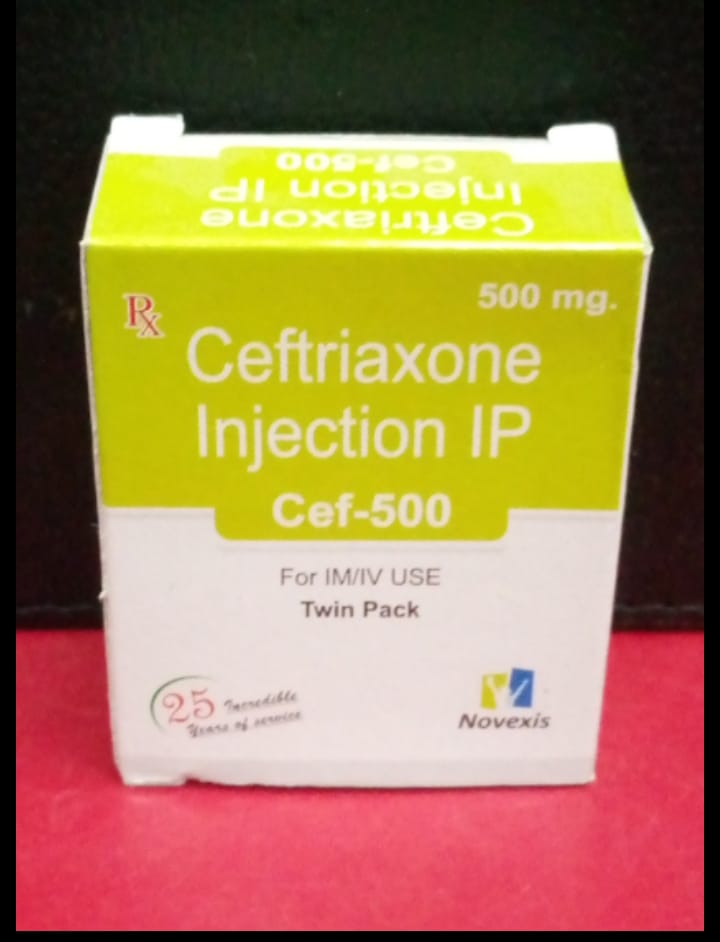 Cef-500
Injection IP
Ceftriaxone
Rx
500 mg.
Ceftriaxone
Injection IP
Cef-500
For IM/IV USE
Twin Pack
25 Incredible
Years of service
Novexis